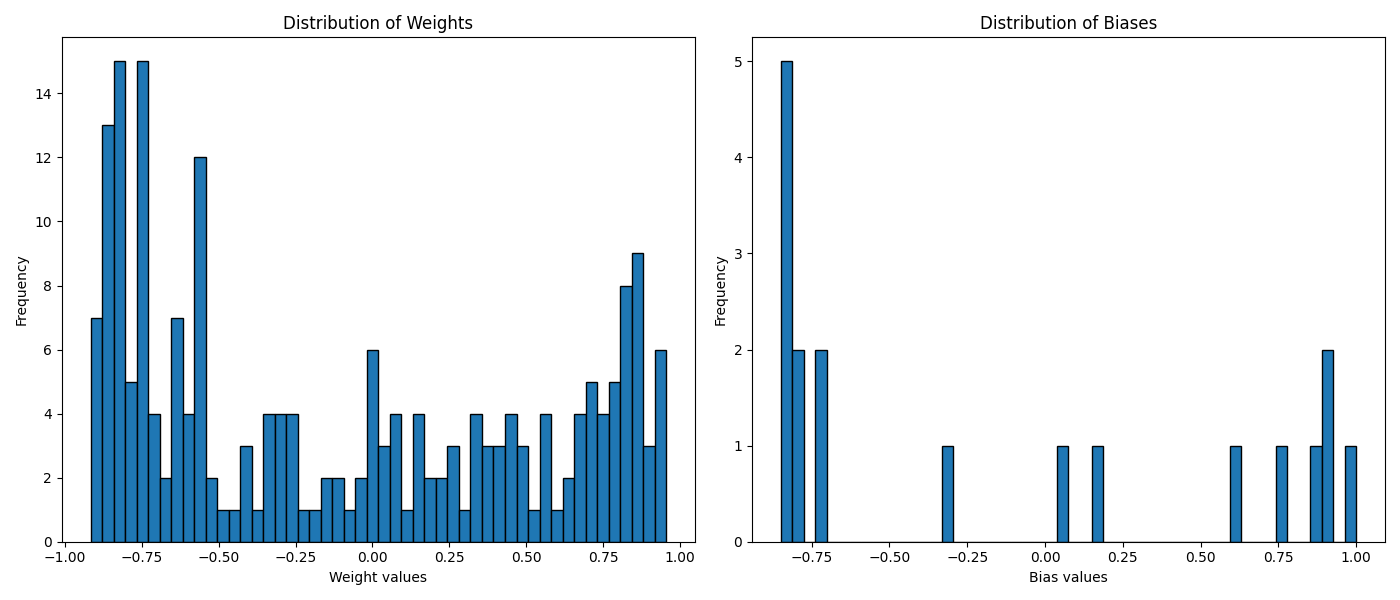 Distribution of Weights
Frequency
14
12
10
8
6
4
2
0
−1.00 −0.75 −0.50 −0.25 0.00 0.25 0.50 0.75 1.00
Weight values
Distribution of Biases
Frequency
5
4
3
2
1
0
−0.75 −0.50 −0.25 0.00 0.25 0.50 0.75 1.00
Bias values